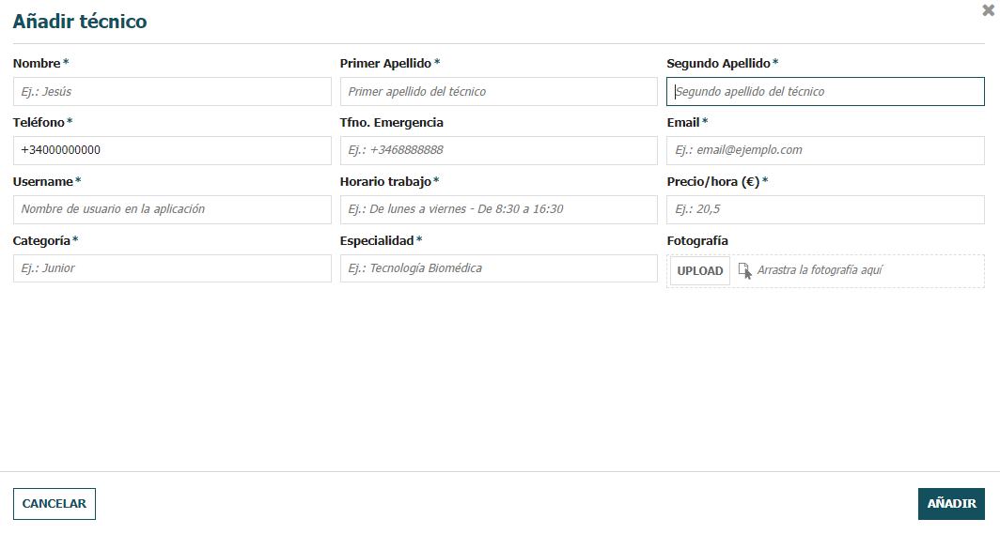 Añadir técnico
Nombre *
Primer Apellido *
Segundo Apellido *
Ej.: Jesús
Primer apellido del técnico
Segundo apellido del técnico
Teléfono *
Tfno. Emergencia
Email *
+34000000000
Ej.: +3468888888
Ej.: email@ejemplo.com
Username *
Horario trabajo *
Precio/hora (€) *
Nombre de usuario en la aplicación
Ej.: De lunes a viernes - De 8:30 a 16:30
Ej.: 20,5
Categoría *
Especialidad *
Fotografía
Ej.: Junior
Ej.: Tecnología Biomédica
UPLOAD
Arrastra la fotografía aquí
CANCELAR
AÑADIR